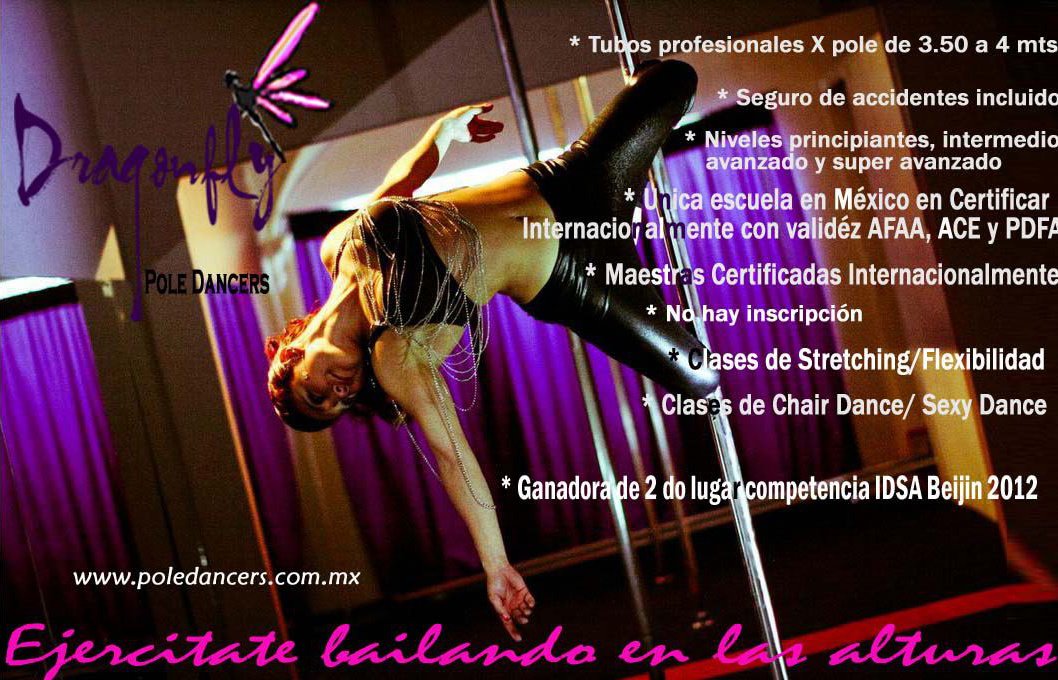 Dragonfly
POLE DANCERS
* Tubos profesionales X pole de 3.50 a 4 mts
* Seguro de accidentes incluido
* Niveles principiantes, intermedio
avanzado y super avanzado
* Única escuela en México en Certificar
Internacionalmente con validéz AFAA, ACE y PDFA
* Maestras Certificadas Internacionalmente
* No hay inscripción
* Clases de Stretching/Flexibilidad
* Clases de Chair Dance/ Sexy Dance
* Ganadora de 2 do lugar competencia IDSA Beijin 2012
www.poledancers.com.mx
Ejercitate bailando en las alturas